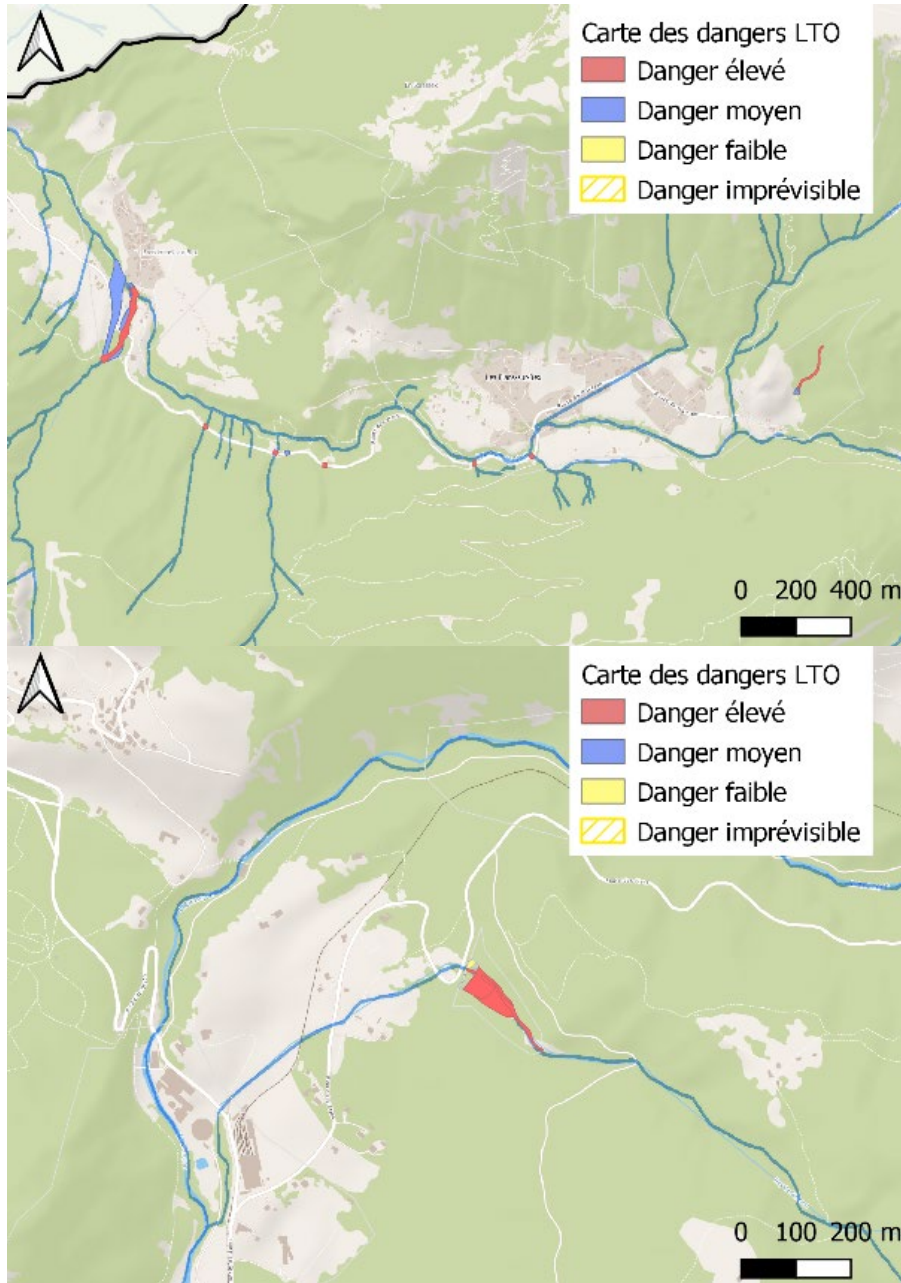 Carte des dangers LTO
Danger élevé
Danger moyen
Danger faible
Danger imprévisible
0 200 400 m
Carte des dangers LTO
Danger élevé
Danger moyen
Danger faible
Danger imprévisible
0 100 200 m